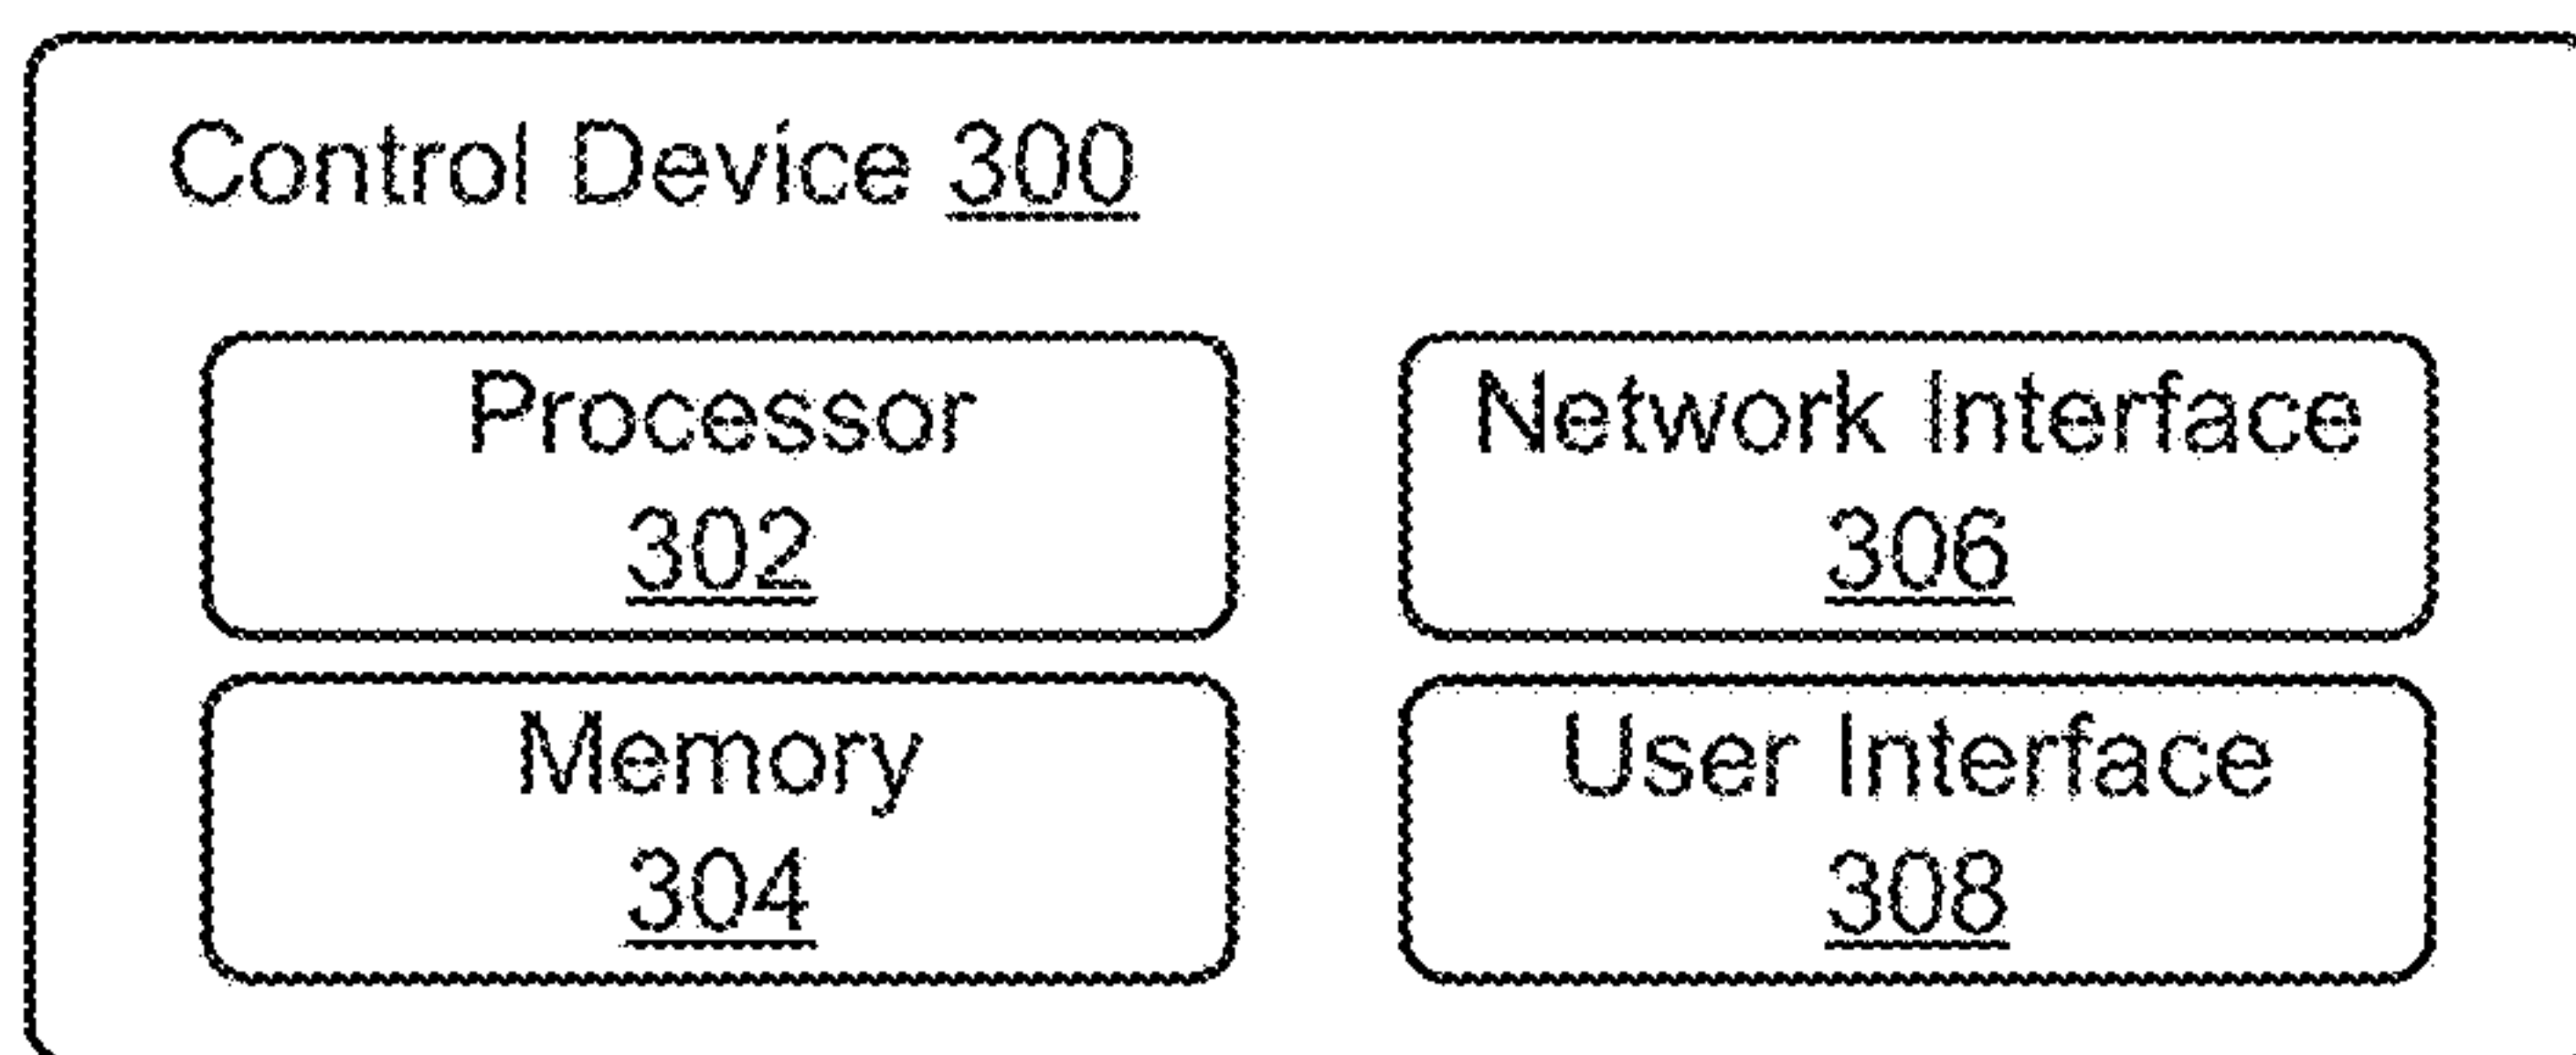 Control Device 300
Processor
302
Network Interface
306
Memory
304
User Interface
308